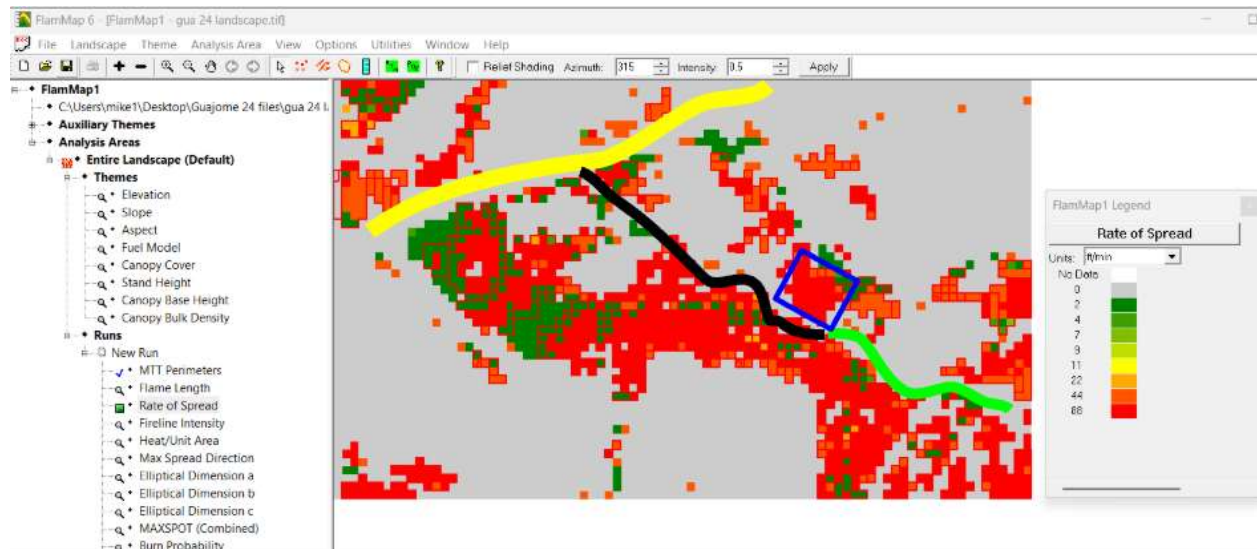 FlamMap 6 - [FlamMap1 - gua 24 landscape.tif]
File Landscape Theme Analysis Area View Options Utilities Window Help
Relief Shading Azimuth: 315 Intensity: 0.5 Apply
FlamMap1
C:\Users\mike1\Desktop\Guajome 24 files\gua 24 l
Auxiliary Themes
Analysis Areas
Entire Landscape (Default)
Themes
Elevation
Slope
Aspect
Fuel Model
Canopy Cover
Stand Height
Canopy Base Height
Canopy Bulk Density
Runs
New Run
MTT Perimeters
Flame Length
Rate of Spread
Fireline Intensity
Heat/Unit Area
Max Spread Direction
Elliptical Dimension a
Elliptical Dimension b
Elliptical Dimension c
MAXSPOT (Combined)
Burn Probability
FlamMap1 Legend
Rate of Spread
Units: ft/min
No Data
0
2
4
7
9
11
22
44
88